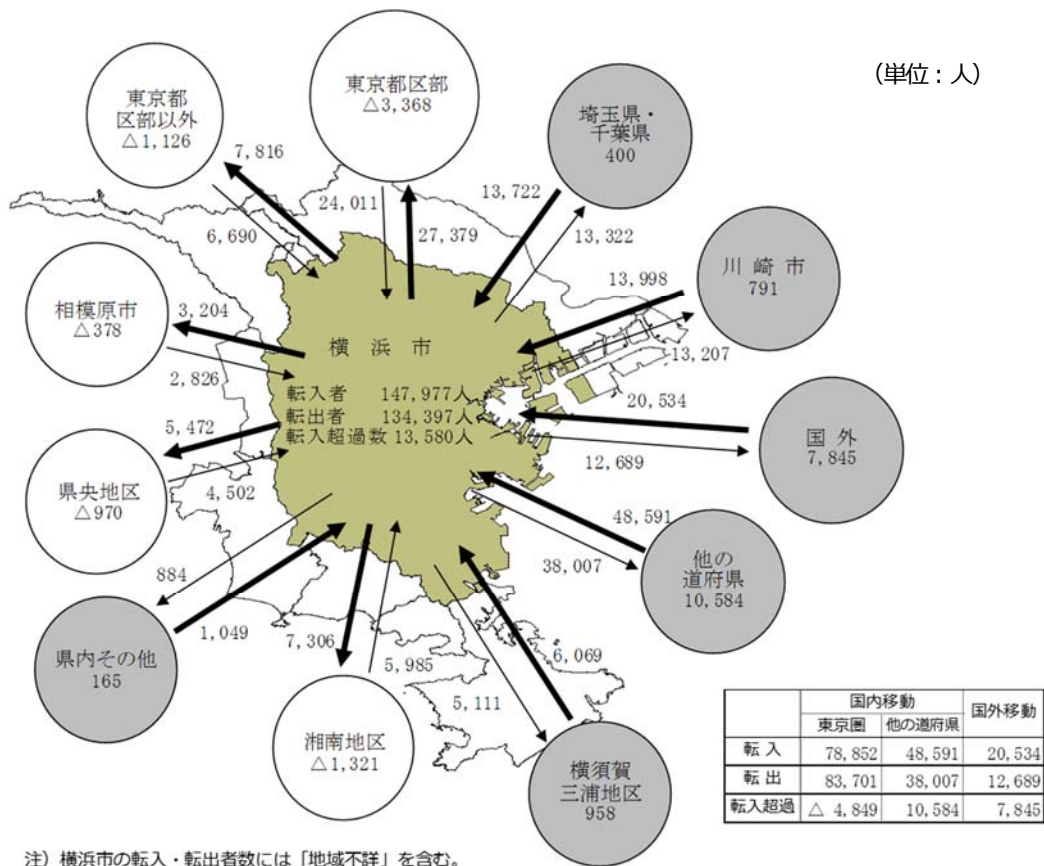 (単位：人)
東京都
区部以外
△1,126
東京都区部
△3,368
埼玉県・
千葉県
400
7,816
6,690
24,011
27,379
13,722
13,322
川崎市
791
13,998
13,207
相模原市
△378
3,204
2,826
横浜市
転入者 147,977人
転出者 134,397人
転入超過数 13,580人
20,534
12,689
国外
7,845
5,472
4,502
県央地区
△970
48,591
38,007
他の
道府県
10,584
884
1,049
県内その他
165
7,306
5,985
湘南地区
△1,321
5,111
6,069
横須賀
三浦地区
958
国内移動 国外移動
東京圏 他の道府県
転入 78,852 48,591 20,534
転出 83,701 38,007 12,689
転入超過 △ 4,849 10,584 7,845
注）横浜市の転入・転出者数には「地域不詳」を含む。